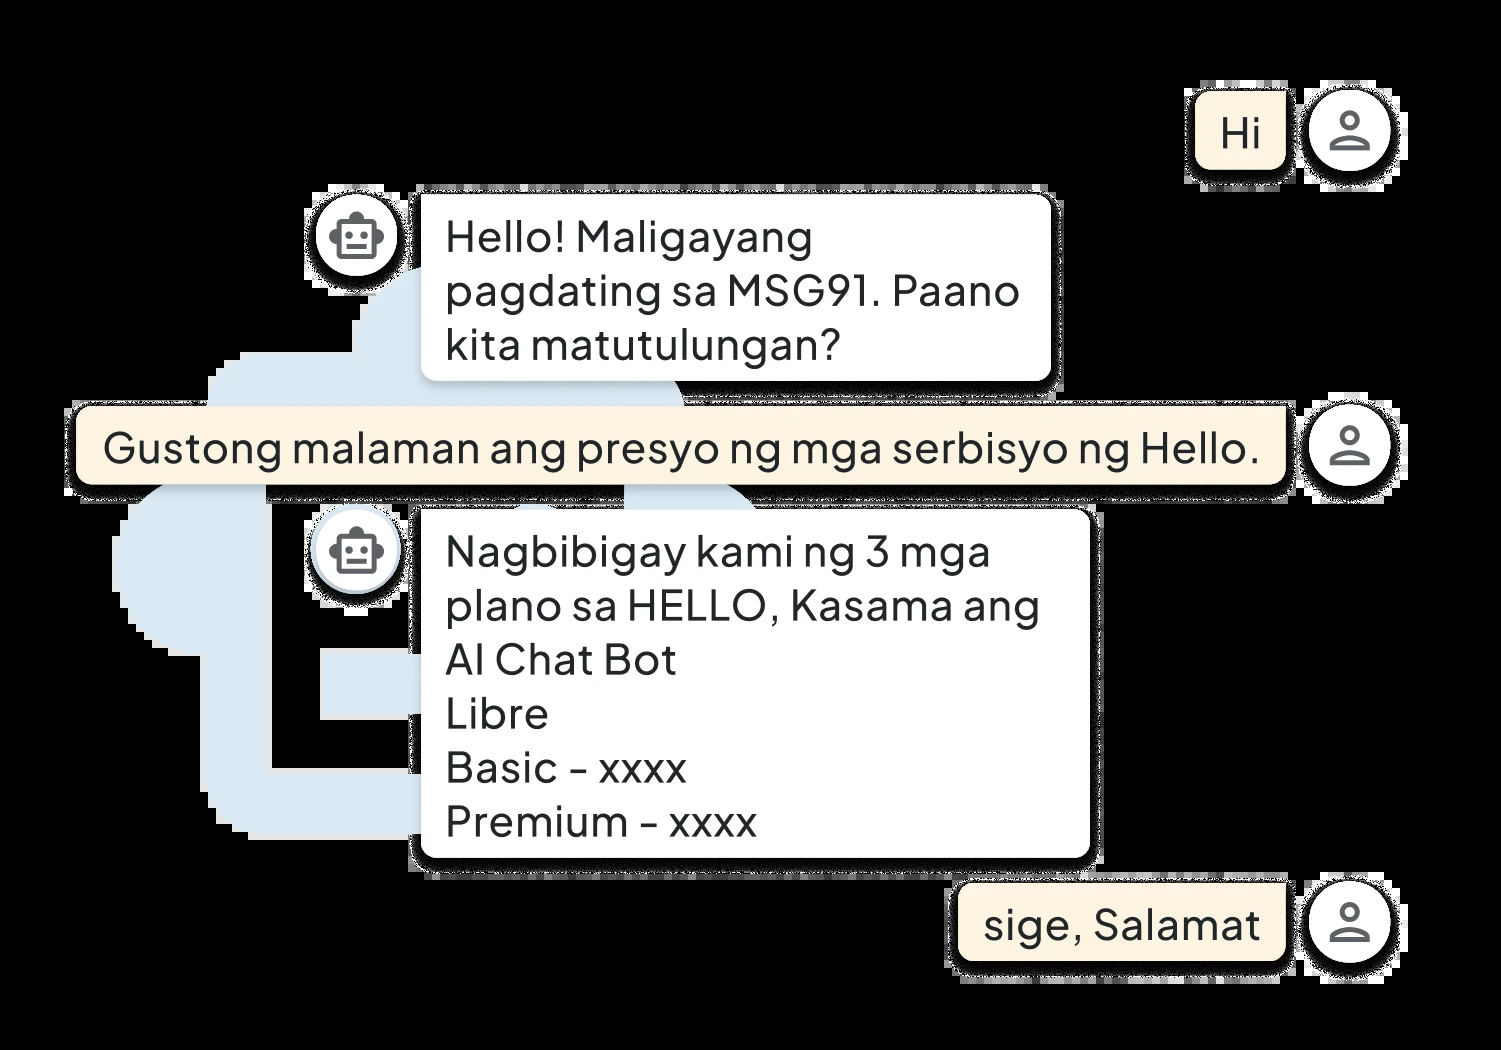 Hi
Hello! Maligayang
pagdating sa MSG91. Paano
kita matutulungan?
Gustong malaman ang presyo ng mga serbisyo ng Hello.
Nagbibigay kami ng 3 mga
plano sa HELLO, Kasama ang
AI Chat Bot
Libre
Basic - xxxx
Premium - xxxx
sige, Salamat